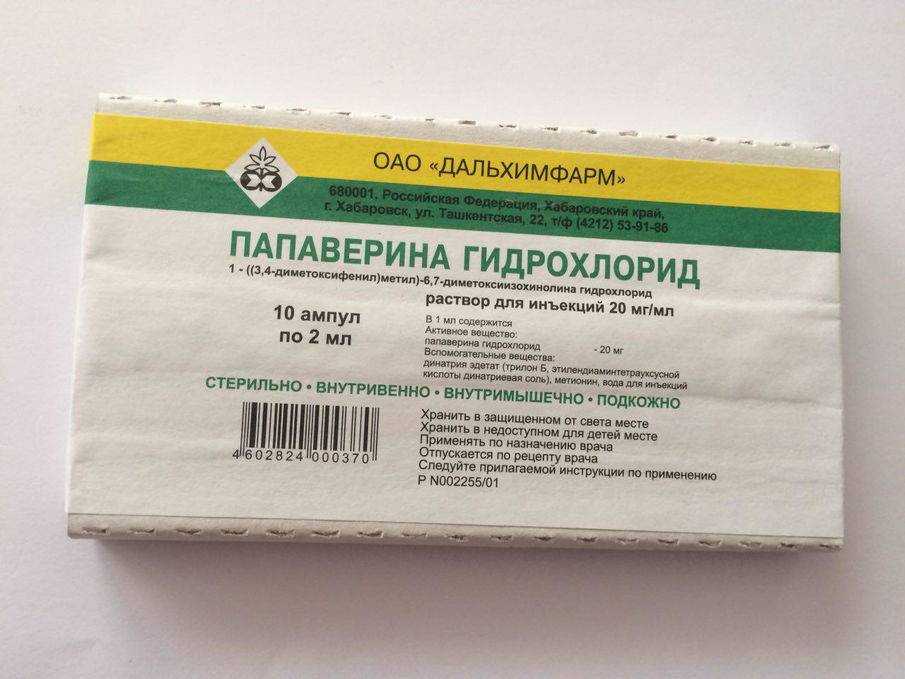 ОАО «ДАЛЬХИМФАРМ»
680001, Российская Федерация, Хабаровский край,
г. Хабаровск, ул. Ташкентская, 22, т/ф (4212) 53-91-86
ПАПАВЕРИНА ГИДРОХЛОРИД
1 - ((3,4-диметоксифенил)метил)-6,7-диметоксиизохинолина гидрохлорид
раствор для инъекций 20 мг/мл
10 ампул
по 2 мл
В 1 мл содержится
Активное вещество:
папаверина гидрохлорид - 20 мг
Вспомогательные вещества:
динатрия эдетат (трилон Б, этилендиаминтетрауксусной
кислоты динатриевая соль), метионин, вода для инъекций
СТЕРИЛЬНО • ВНУТРИВЕННО • ВНУТРИМЫШЕЧНО • ПОДКОЖНО
4 602824 000370
Хранить в защищенном от света месте
Хранить в недоступном для детей месте
Применять по назначению врача
Отпускается по рецепту врача
Следуйте прилагаемой инструкции по применению
Р N002255/01